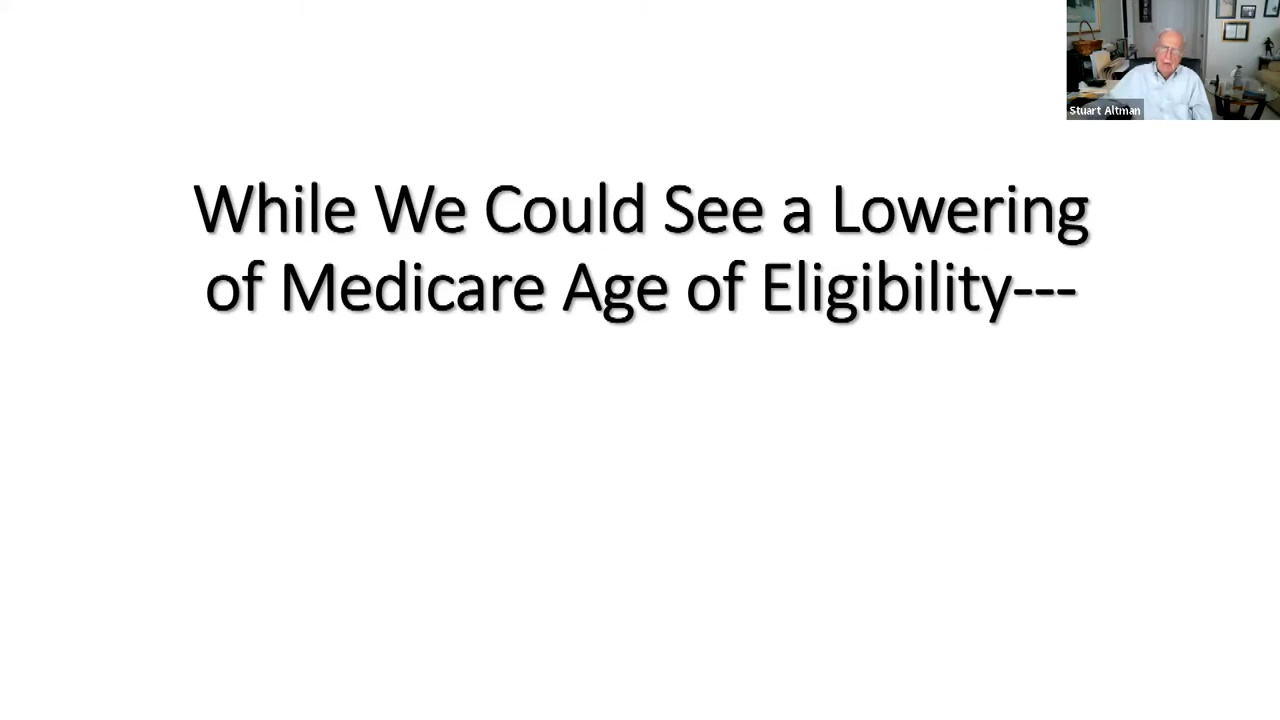 Stuart Altman
While We Could See a Lowering
of Medicare Age of Eligibility---